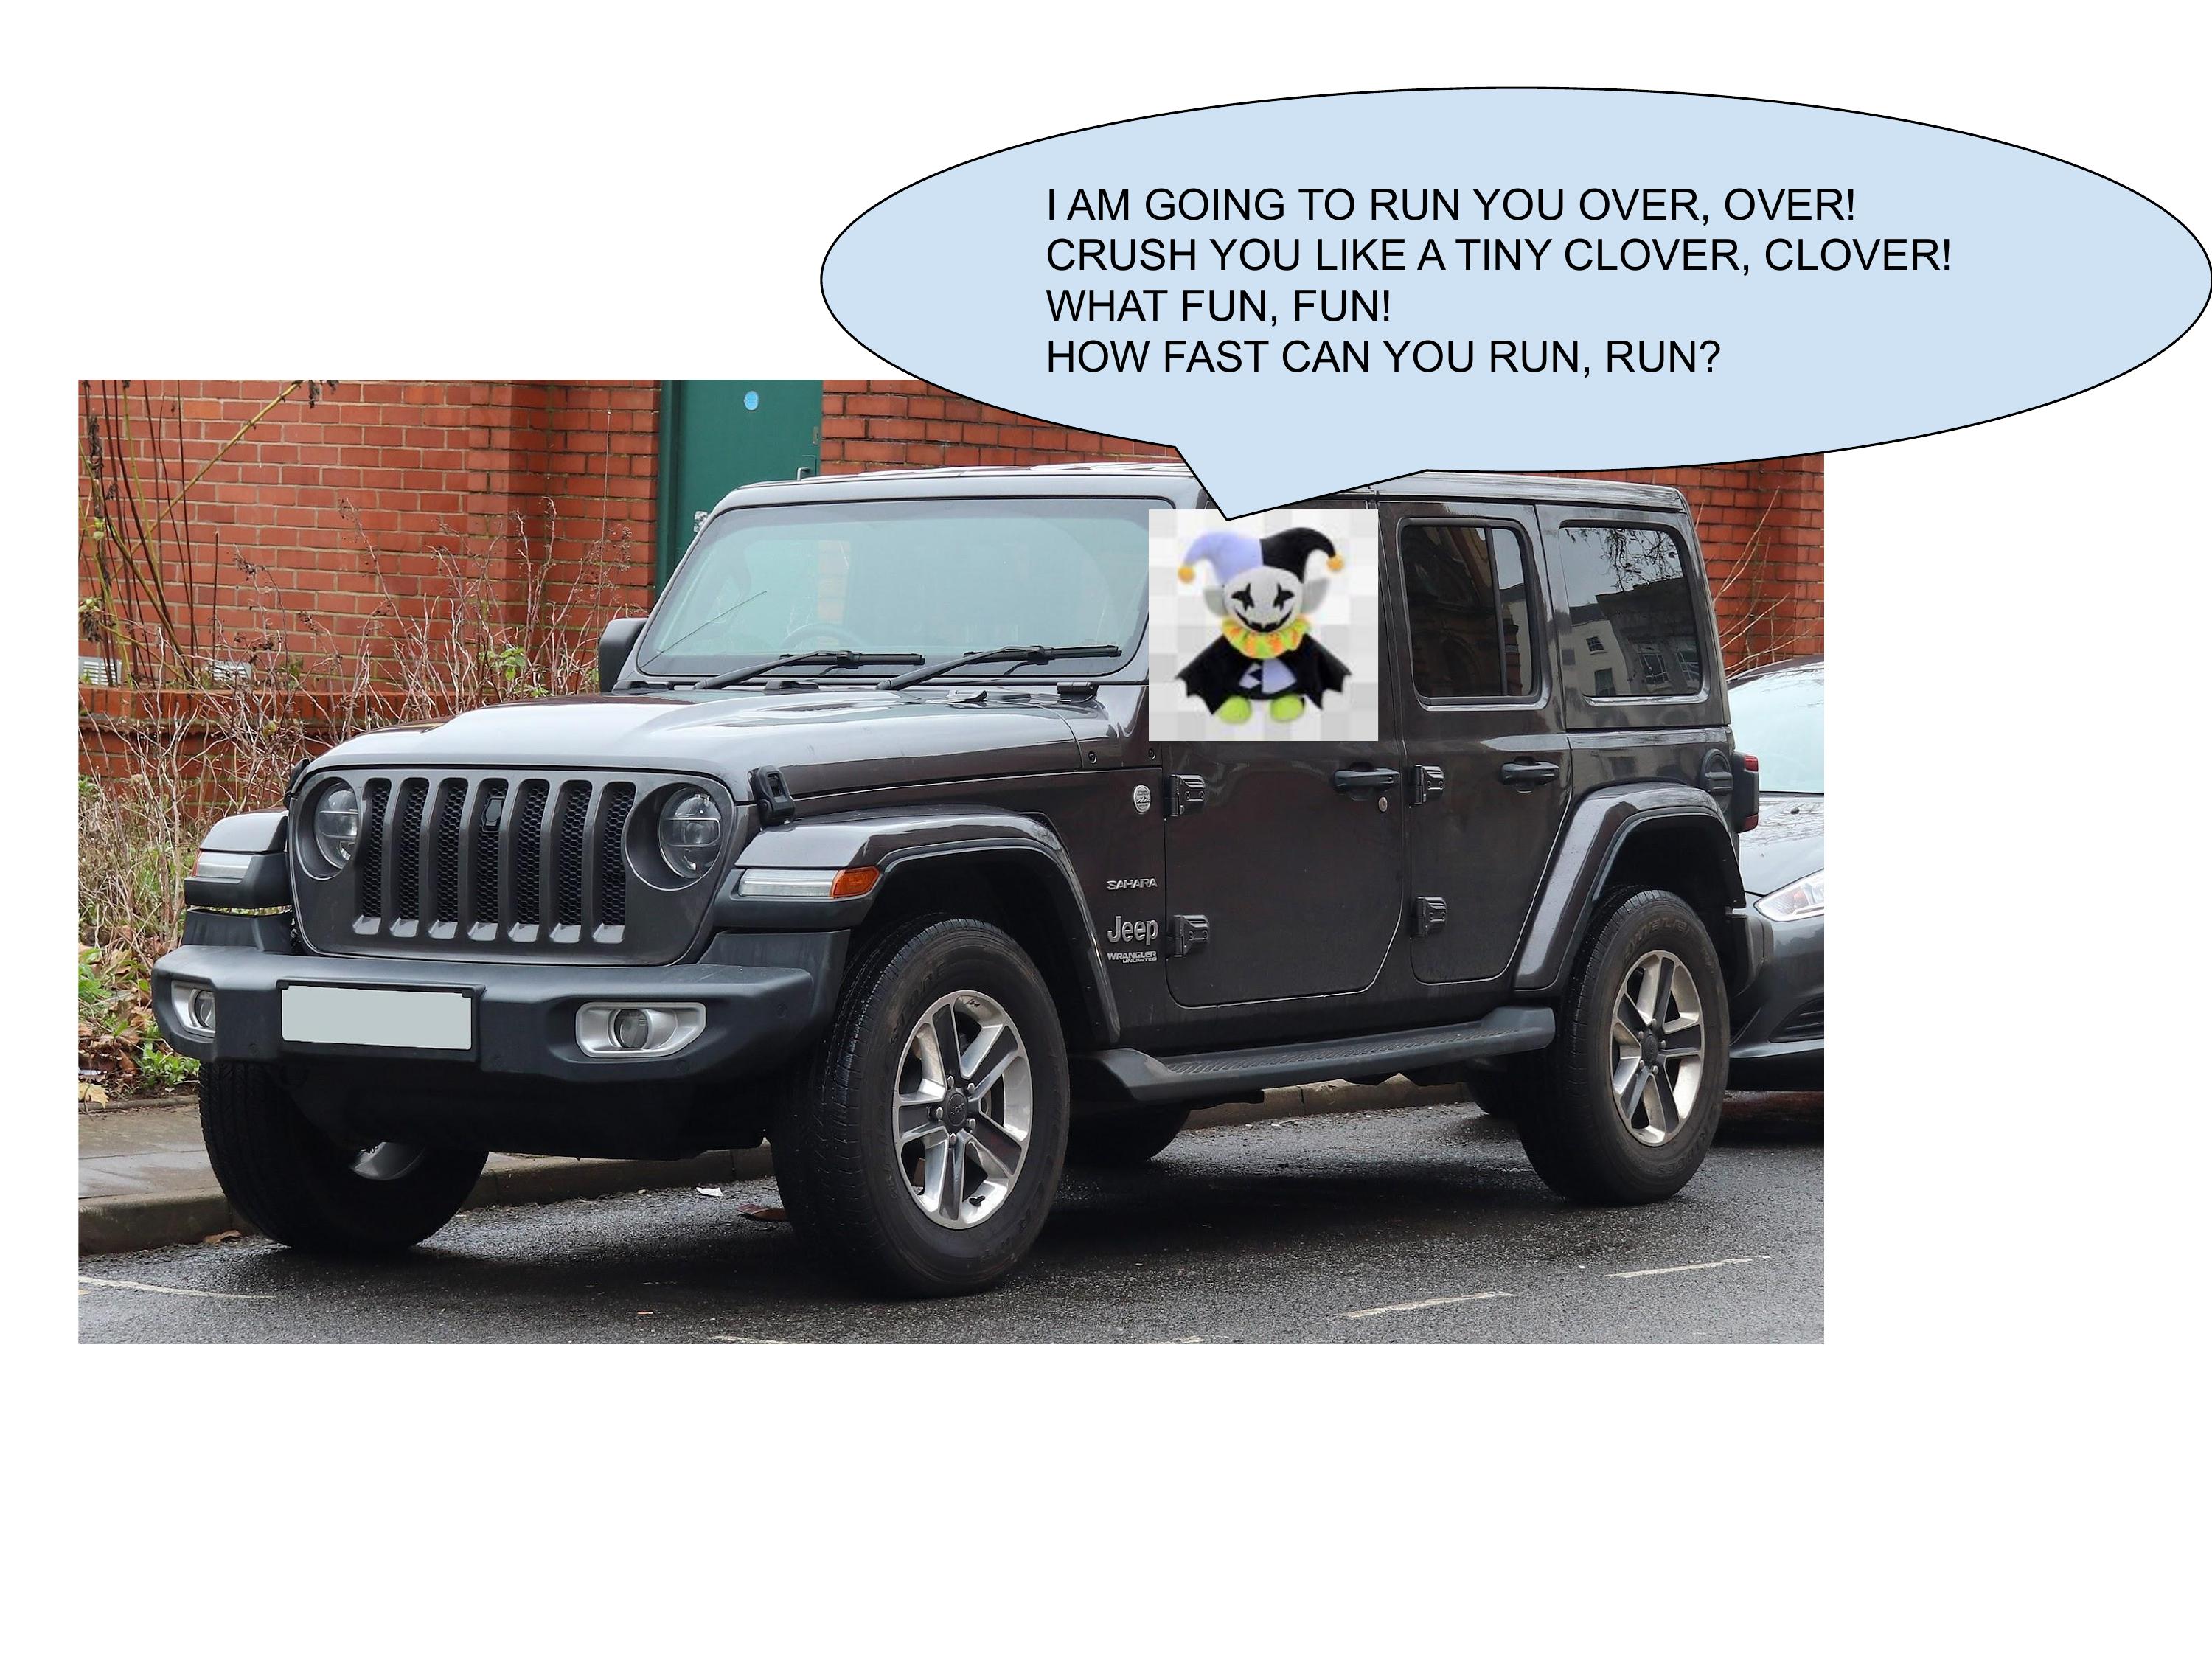 I AM GOING TO RUN YOU OVER, OVER!
CRUSH YOU LIKE A TINY CLOVER, CLOVER!
WHAT FUN, FUN!
HOW FAST CAN YOU RUN, RUN?
SAHARA
Jeep
WRANGLER
UNLIMITED